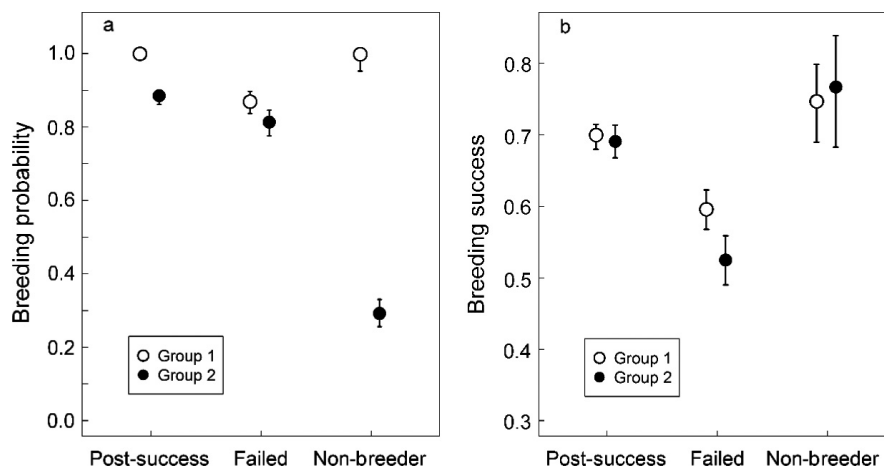 a
Breeding probability
1.0
0.8
0.6
0.4
0.2
0.0
Group 1
Group 2
Post-success Failed Non-breeder
b
Breeding success
0.8
0.7
0.6
0.5
0.4
0.3
Group 1
Group 2
Post-success Failed Non-breeder